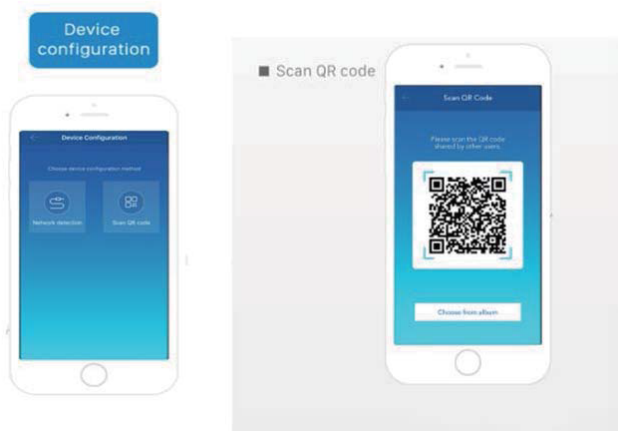 Device
configuration
Device Configuration
Choose device configuration method
Network detection
Scan QR code
■ Scan QR code
Scan QR Code
Please scan the QR code
shared by other users
Choose from album